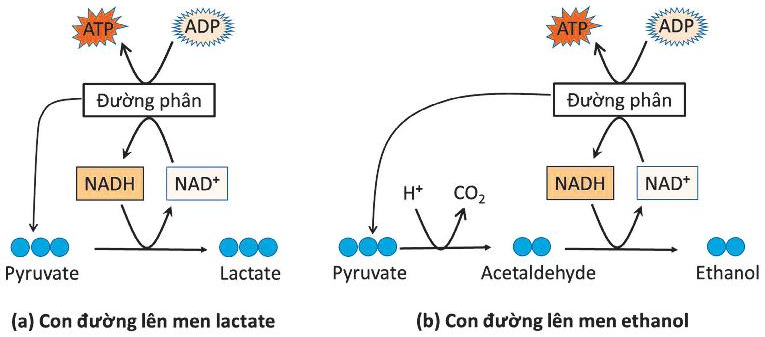 ATP
ADP
Đường phân
NADH
NAD⁺
Pyruvate
Lactate
(a) Con đường lên men lactate
ATP
ADP
Đường phân
NADH
NAD⁺
H⁺
CO₂
Pyruvate
Acetaldehyde
Ethanol
(b) Con đường lên men ethanol